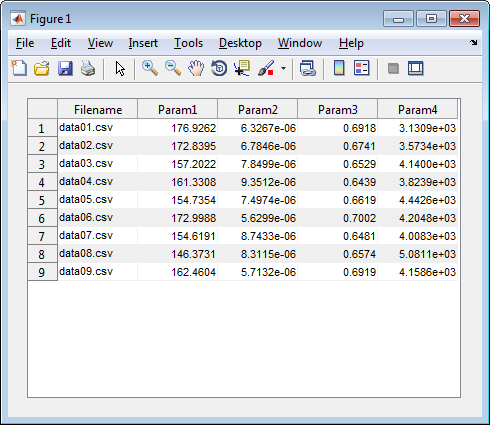 Figure 1
File Edit View Insert Tools Desktop Window Help
Filename Param1 Param2 Param3 Param4
1 data01.csv 176.9262 6.3267e-06 0.6918 3.1309e+03
2 data02.csv 172.8395 6.7846e-06 0.6741 3.5734e+03
3 data03.csv 157.2022 7.8499e-06 0.6529 4.1400e+03
4 data04.csv 161.3308 9.3512e-06 0.6439 3.8239e+03
5 data05.csv 154.7354 7.4974e-06 0.6619 4.4426e+03
6 data06.csv 172.9988 5.6299e-06 0.7002 4.2048e+03
7 data07.csv 154.6191 8.7433e-06 0.6481 4.0083e+03
8 data08.csv 146.3731 8.3115e-06 0.6574 5.0811e+03
9 data09.csv 162.4604 5.7132e-06 0.6919 4.1586e+03